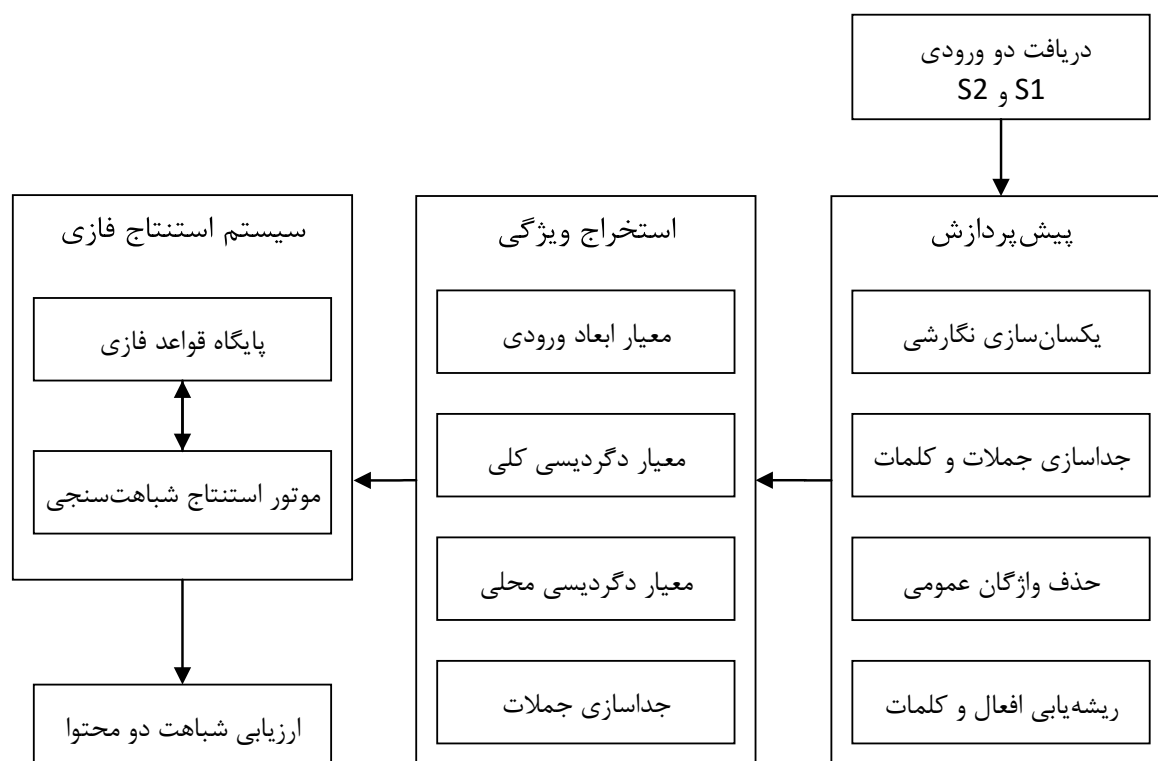 دریافت دو ورودی
S1 و S2
پیش‌پردازش
یکسان‌سازی نگارشی
جداسازی جملات و کلمات
حذف واژگان عمومی
ریشه‌یابی افعال و کلمات
استخراج ویژگی
معیار ابعاد ورودی
معیار دگردیسی کلی
معیار دگردیسی محلی
جداسازی جملات
سیستم استنتاج فازی
پایگاه قواعد فازی
موتور استنتاج شباهت‌سنجی
ارزیابی شباهت دو محتوا